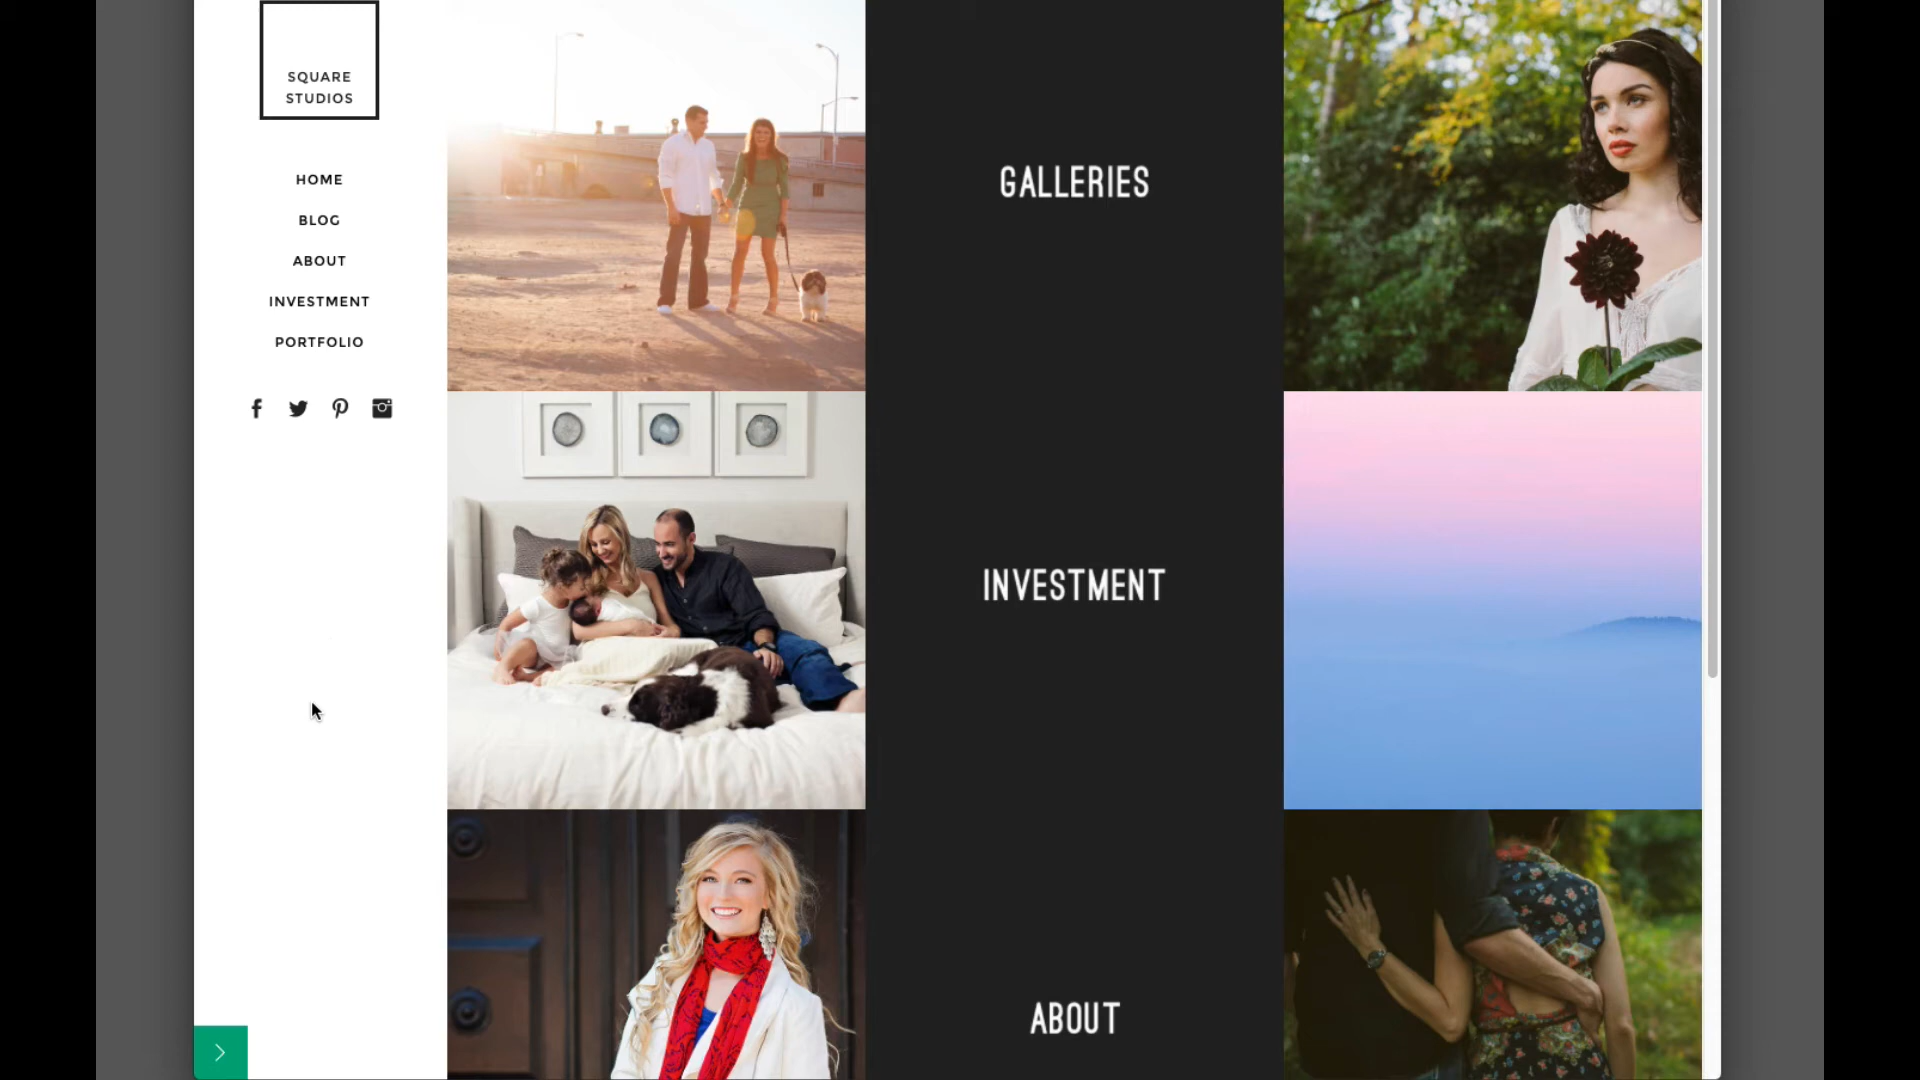 SQUARE
STUDIOS
HOME
BLOG
ABOUT
INVESTMENT
PORTFOLIO
GALLERIES
INVESTMENT
ABOUT